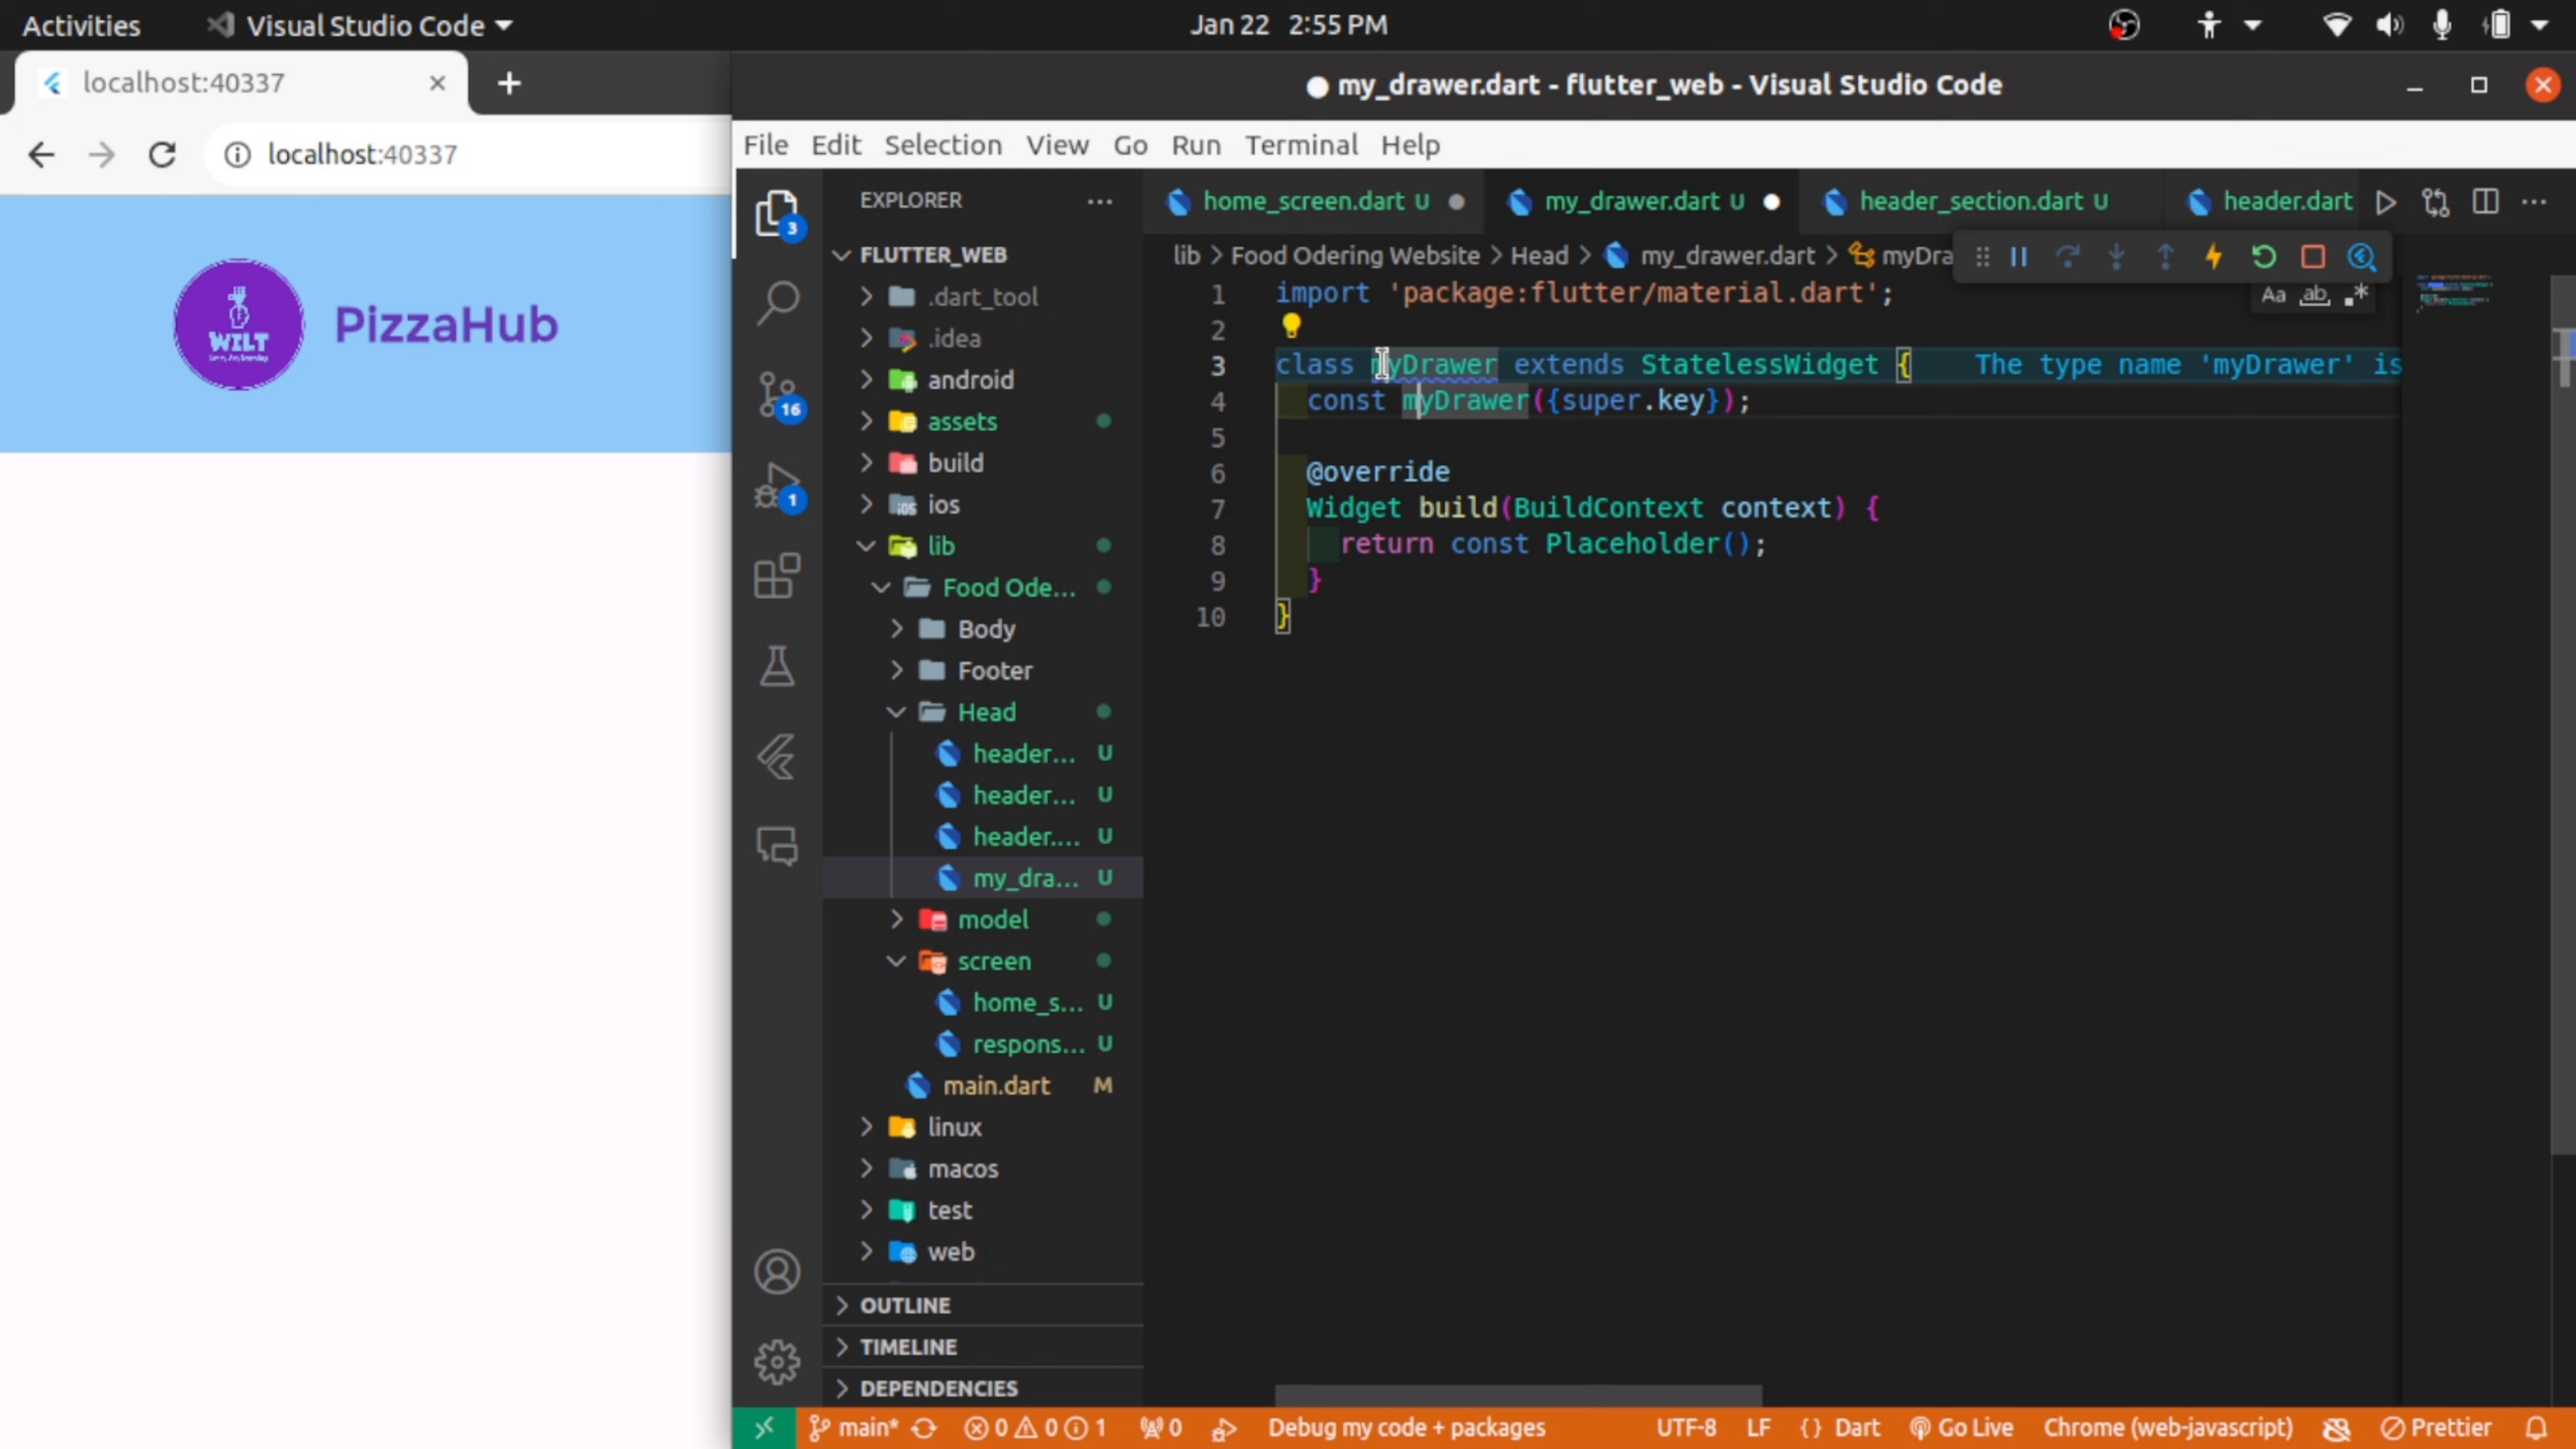 Activities
Visual Studio Code
Jan 22 2:55 PM
localhost:40337
localhost:40337
WILT
PizzaHub
my_drawer.dart - flutter_web - Visual Studio Code
File Edit Selection View Go Run Terminal Help
EXPLORER
3
16
1
FLUTTER_WEB
.dart_tool
.idea
android
assets
build
ios
lib
Food Ode...
Body
Footer
Head
header... U
header... U
header.... U
my_dra... U
model
screen
home_s... U
respons... U
main.dart M
linux
macos
test
web
OUTLINE
TIMELINE
DEPENDENCIES
home_screen.dart U
my_drawer.dart U
header_section.dart U
header.dart
lib > Food Odering Website > Head > my_drawer.dart > myDra
Aa ab .*
1 import 'package:flutter/material.dart';
2
3 class myDrawer extends StatelessWidget { The type name 'myDrawer' is
4 const myDrawer({super.key});
5
6 @override
7 Widget build(BuildContext context) {
8 return const Placeholder();
9 }
10 }
main* 0 0 1 0 Debug my code + packages UTF-8 LF {} Dart Go Live Chrome (web-javascript) Prettier